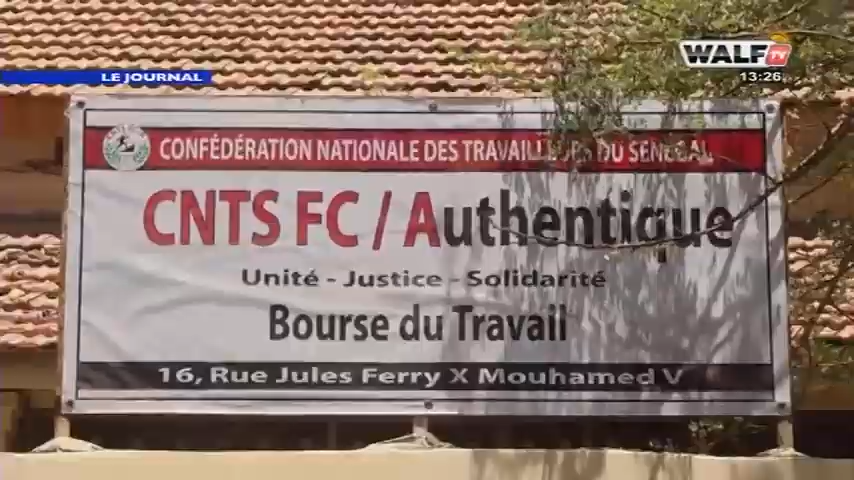 WALF TV
LE JOURNAL
13:26
CONFÉDÉRATION NATIONALE DES TRAVAILLEURS DU SENEGAL
CNTS FC / Authentique
Unité - Justice - Solidarité
Bourse du Travail
16, Rue Jules Ferry X Mouhamed V